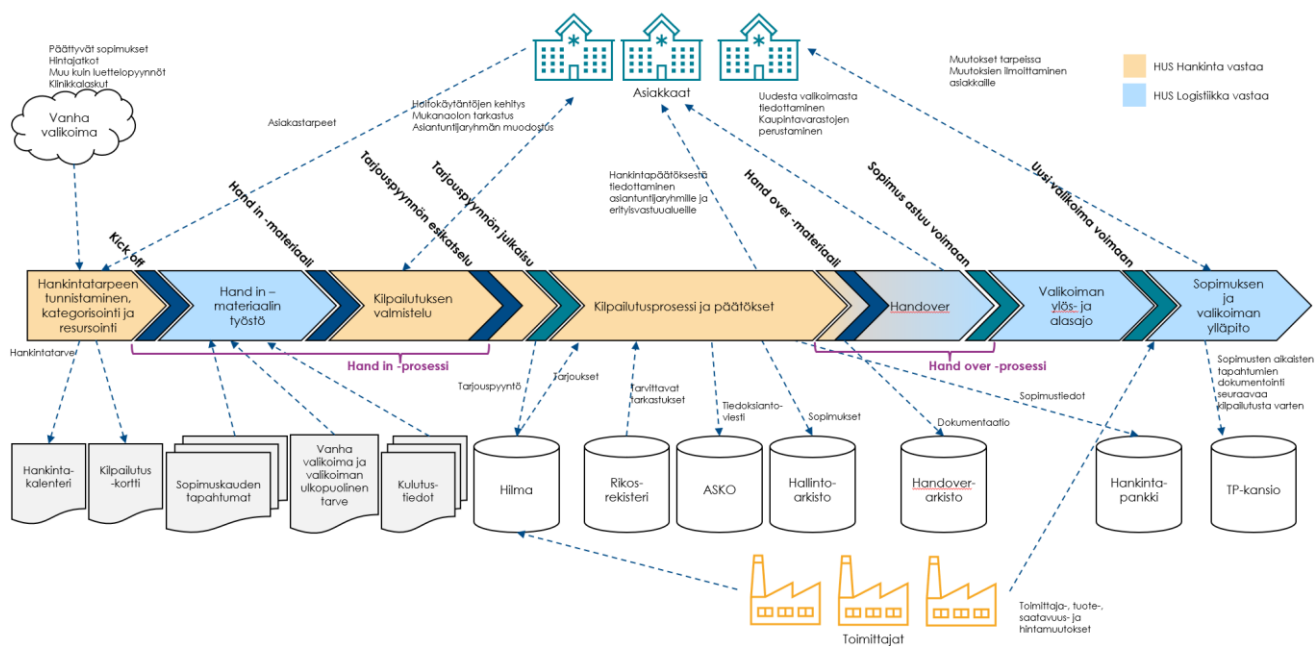 Päättyvät sopimukset
Hintajatkot
Muu kuin luettelopyynnöt
Klinikkalaskut
Vanha
valikoima
Asiakastarpeet
Hoitokäytäntöjen kehitys
Mukanaolon tarkastus
Asiantuntijaryhmän muodostus
Asiakkaat
Uudesta valikoimasta
tiedottaminen
Kaupintavarastojen
perustaminen
Muutokset tarpeissa
Muutoksien ilmoittaminen
asiakkaille
HUS Hankinta vastaa
HUS Logistiikka vastaa
Hankintapäätöksestä
tiedottaminen
asiantuntijaryhmille ja
erityisvastuualueille
Kick off
Hand in -materiaali
Tarjouspyynnön esikatselu
Tarjouspyynnön julkaisu
Hand over -materiaali
Sopimus astuu voimaan
Uusi valikoima voimaan
Hankintatarpeen
tunnistaminen,
kategorisointi ja
resursointi
Hand in –
materiaalin
työstö
Kilpailutuksen
valmistelu
Kilpailutusprosessi ja päätökset
Handover
Valikoiman
ylös- ja
alasajo
Sopimuksen ja
valikoiman
ylläpito
Hankintatarve
Hand in -prosessi
Hand over -prosessi
Tarjouspyyntö
Tarjoukset
Tarvittavat
tarkastukset
Tiedoksianto-
viesti
Sopimukset
Dokumentaatio
Sopimustiedot
Sopimusten aikaisten
tapahtumien
dokumentointi
seuraavaa
kilpailutusta varten
Hankinta-
kalenteri
Kilpailutus
-kortti
Sopimuskauden
tapahtumat
Vanha
valikoima ja
valikoiman
ulkopuolinen
tarve
Kulutus-
tiedot
Hilma
Rikos-
rekisteri
ASKO
Hallinto-
arkisto
Handover-
arkisto
Hankinta-
pankki
TP-kansio
Toimittajat
Toimittaja-, tuote-,
saatavuus- ja
hintamuutokset